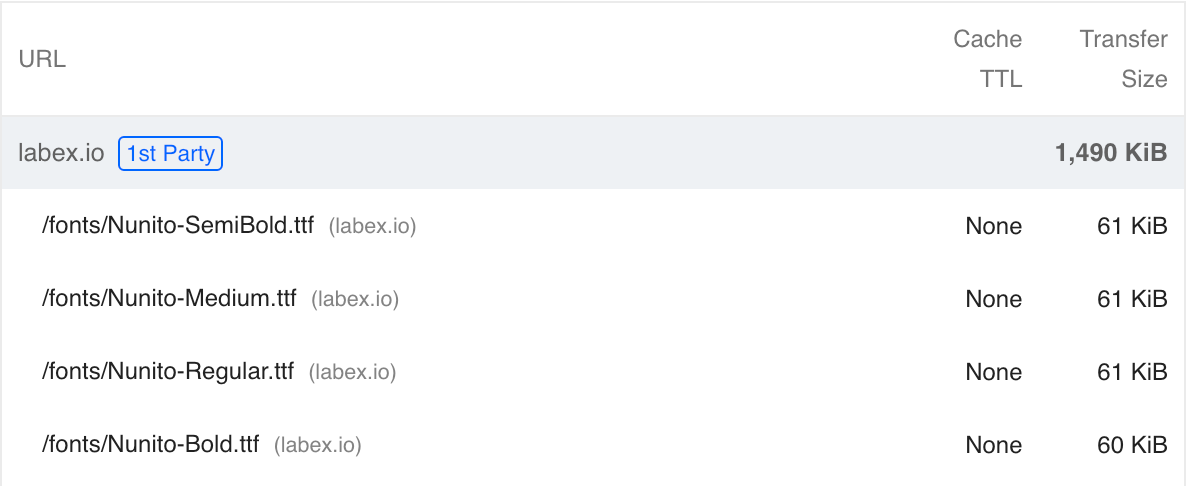 URL
Cache TTL
Transfer Size
labex.io 1st Party 1,490 KiB
/fonts/Nunito-SemiBold.ttf (labex.io) None 61 KiB
/fonts/Nunito-Medium.ttf (labex.io) None 61 KiB
/fonts/Nunito-Regular.ttf (labex.io) None 61 KiB
/fonts/Nunito-Bold.ttf (labex.io) None 60 KiB